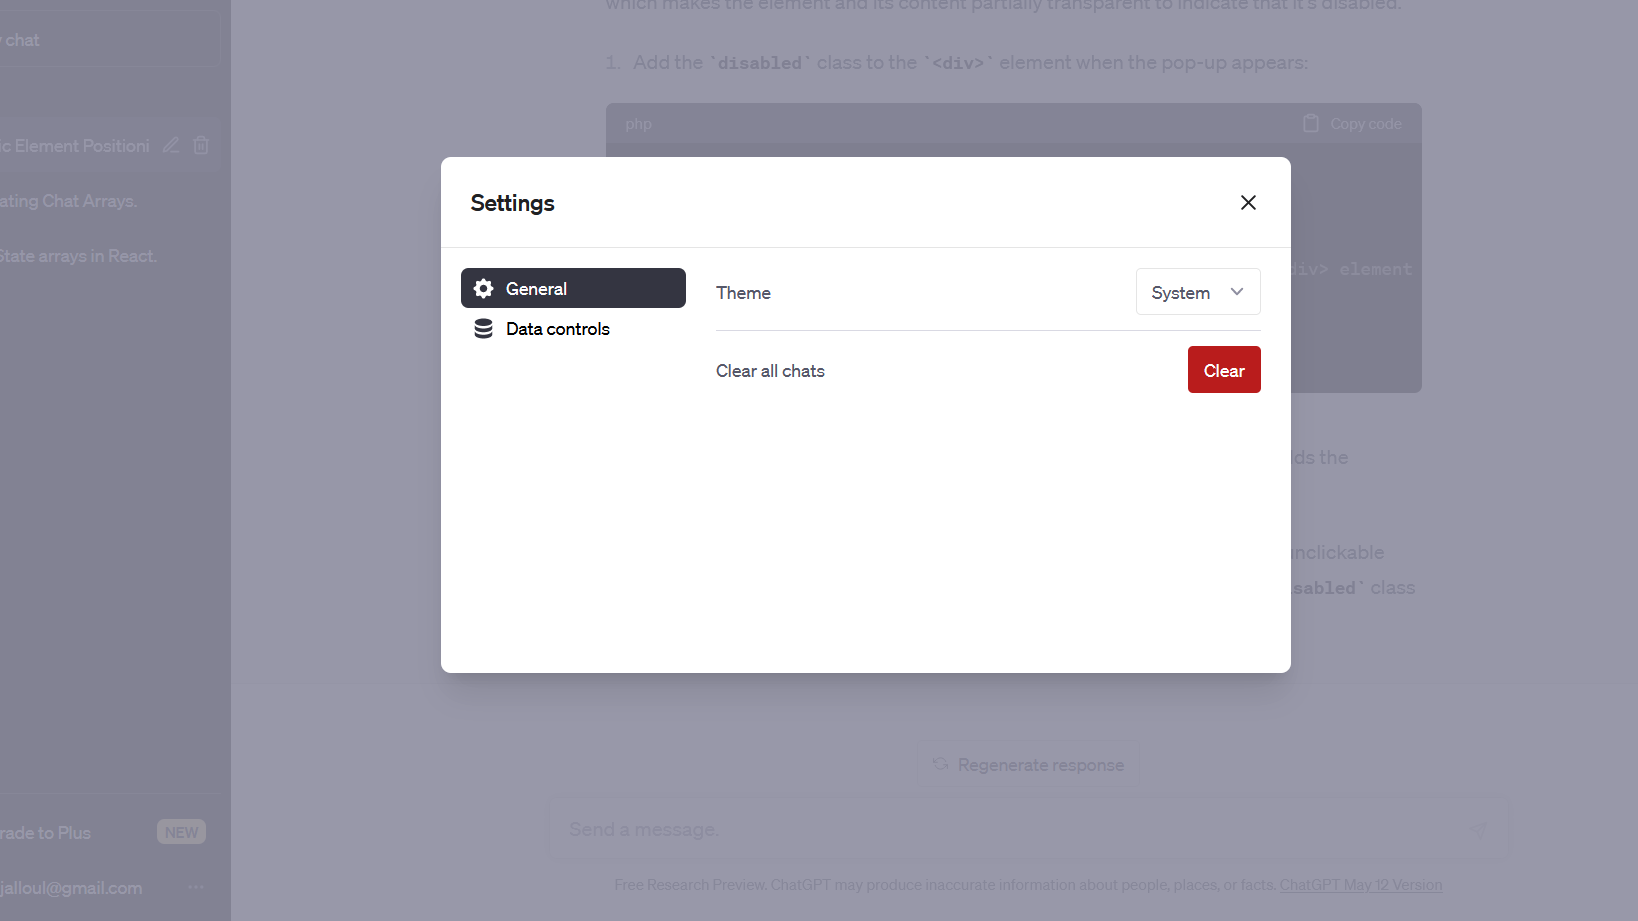 which makes the element and its content partially transparent to indicate that it's disabled.
chat
1. Add the `disabled` class to the `<div>` element when the pop-up appears:
php
Copy code
ic Element Positioni
ating Chat Arrays.
State arrays in React.
Settings
General
Data controls
Theme
System
Clear all chats
Clear
div> element
lds the
unclickable
isabled` class
Regenerate response
Send a message.
rade to Plus
NEW
jalloul@gmail.com
Free Research Preview. ChatGPT may produce inaccurate information about people, places, or facts. ChatGPT May 12 Version